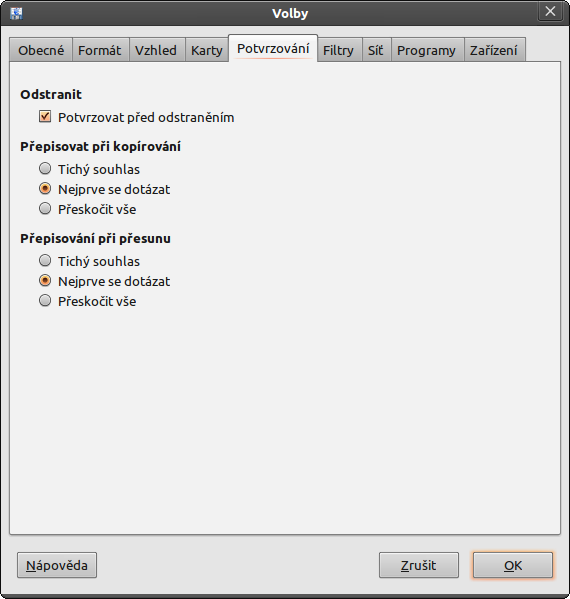 Volby
Obecné Formát Vzhled Karty Potvrzování Filtry Síť Programy Zařízení
Odstranit
Potvrzovat před odstraněním
Přepisovat při kopírování
Tichý souhlas
Nejprve se dotázat
Přeskočit vše
Přepisování při přesunu
Tichý souhlas
Nejprve se dotázat
Přeskočit vše
Nápověda Zrušit OK